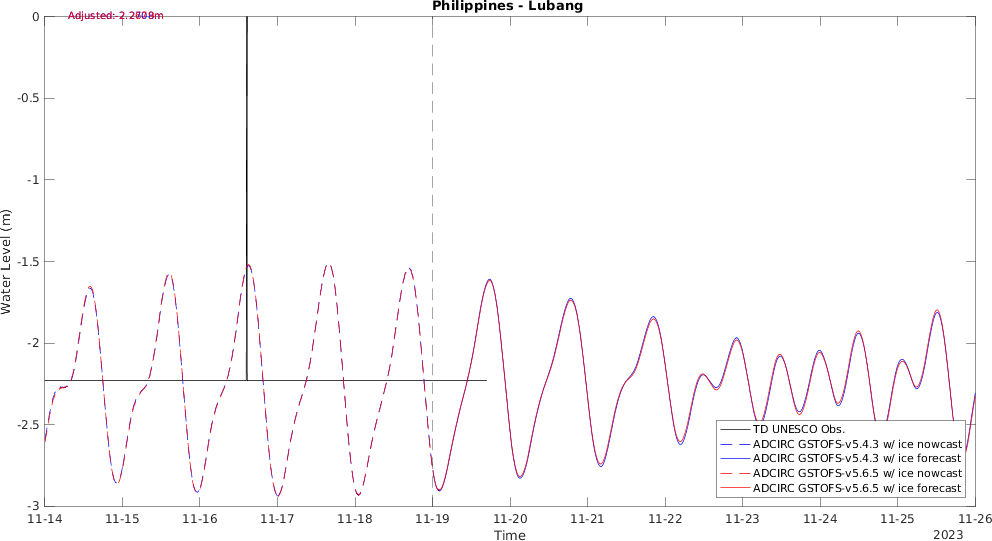 Philippines - Lubang
Adjusted:
0
-0.5
-1
-1.5
-2
-2.5
-3
Water Level (m)
TD UNESCO Obs.
ADCIRC GSTOFS-v5.4.3 w/ ice nowcast
ADCIRC GSTOFS-v5.4.3 w/ ice forecast
ADCIRC GSTOFS-v5.6.5 w/ ice nowcast
ADCIRC GSTOFS-v5.6.5 w/ ice forecast
11-14 11-15 11-16 11-17 11-18 11-19 11-20 11-21 11-22 11-23 11-24 11-25 11-26
Time
2023